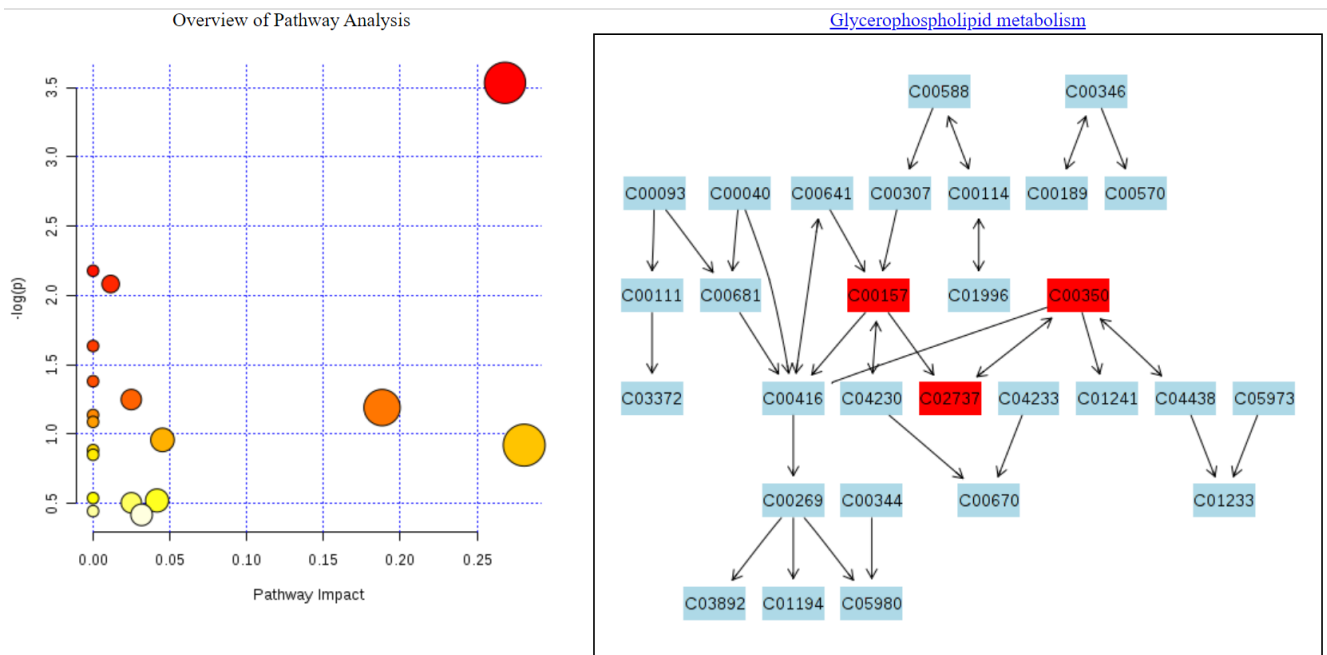 Overview of Pathway Analysis
Glycerophospholipid metabolism
3.5
3.0
2.5
2.0
1.5
1.0
0.5
-log(p)
0.00 0.05 0.10 0.15 0.20 0.25
Pathway Impact
C00588 C00346
C00093 C00040 C00641 C00307 C00114 C00189 C00570
C00111 C00681 C00157 C01996 C00350
C03372 C00416 C04230 C02737 C04233 C01241 C04438 C05973
C00269 C00344 C00670 C01233
C03892 C01194 C05980